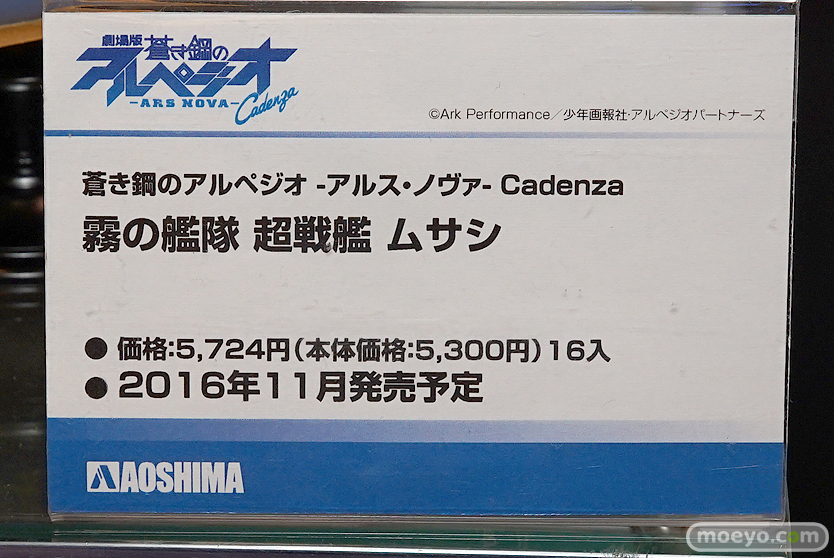 劇場版 蒼き鋼の
アルペジオ
-ARS NOVA-
Cadenza
©Ark Performance／少年画報社・アルペジオパートナーズ
蒼き鋼のアルペジオ -アルス・ノヴァ- Cadenza
霧の艦隊 超戦艦 ムサシ
● 価格:5,724円(本体価格:5,300円)16入
● 2016年11月発売予定
AOSHIMA
moeyo.com